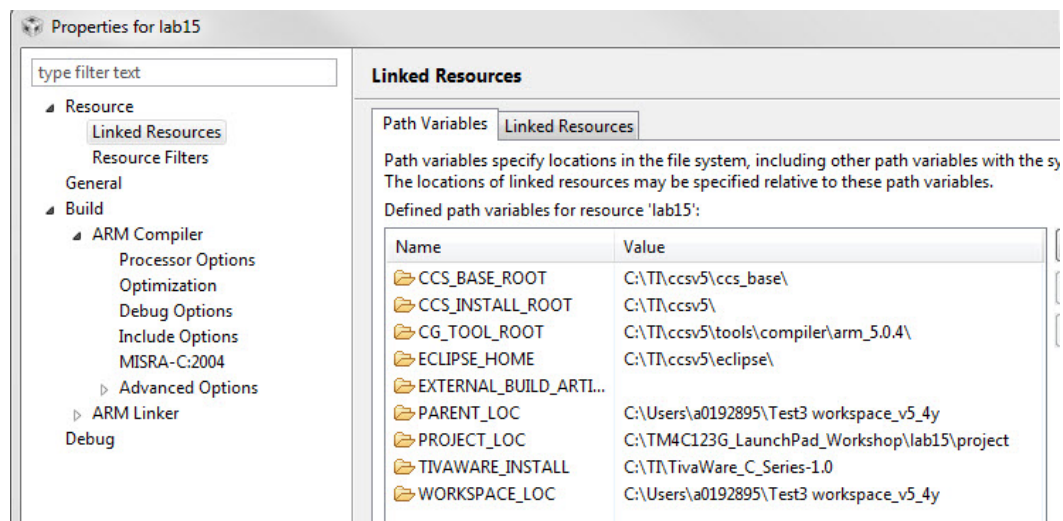 Properties for lab15
type filter text
Resource
Linked Resources
Resource Filters
General
Build
ARM Compiler
Processor Options
Optimization
Debug Options
Include Options
MISRA-C:2004
Advanced Options
ARM Linker
Debug
Linked Resources
Path Variables Linked Resources
Path variables specify locations in the file system, including other path variables with the sy
The locations of linked resources may be specified relative to these path variables.
Defined path variables for resource 'lab15':
Name Value
CCS_BASE_ROOT C:\TI\ccsv5\ccs_base\
CCS_INSTALL_ROOT C:\TI\ccsv5\
CG_TOOL_ROOT C:\TI\ccsv5\tools\compiler\arm_5.0.4\
ECLIPSE_HOME C:\TI\ccsv5\eclipse\
EXTERNAL_BUILD_ARTI...
PARENT_LOC C:\Users\a0192895\Test3 workspace_v5_4y
PROJECT_LOC C:\TM4C123G_LaunchPad_Workshop\lab15\project
TIVAWARE_INSTALL C:\TI\TivaWare_C_Series-1.0
WORKSPACE_LOC C:\Users\a0192895\Test3 workspace_v5_4y